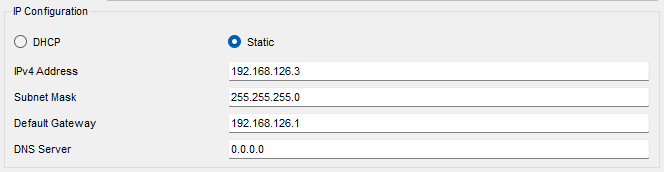 IP Configuration
DHCP Static
IPv4 Address 192.168.126.3
Subnet Mask 255.255.255.0
Default Gateway 192.168.126.1
DNS Server 0.0.0.0